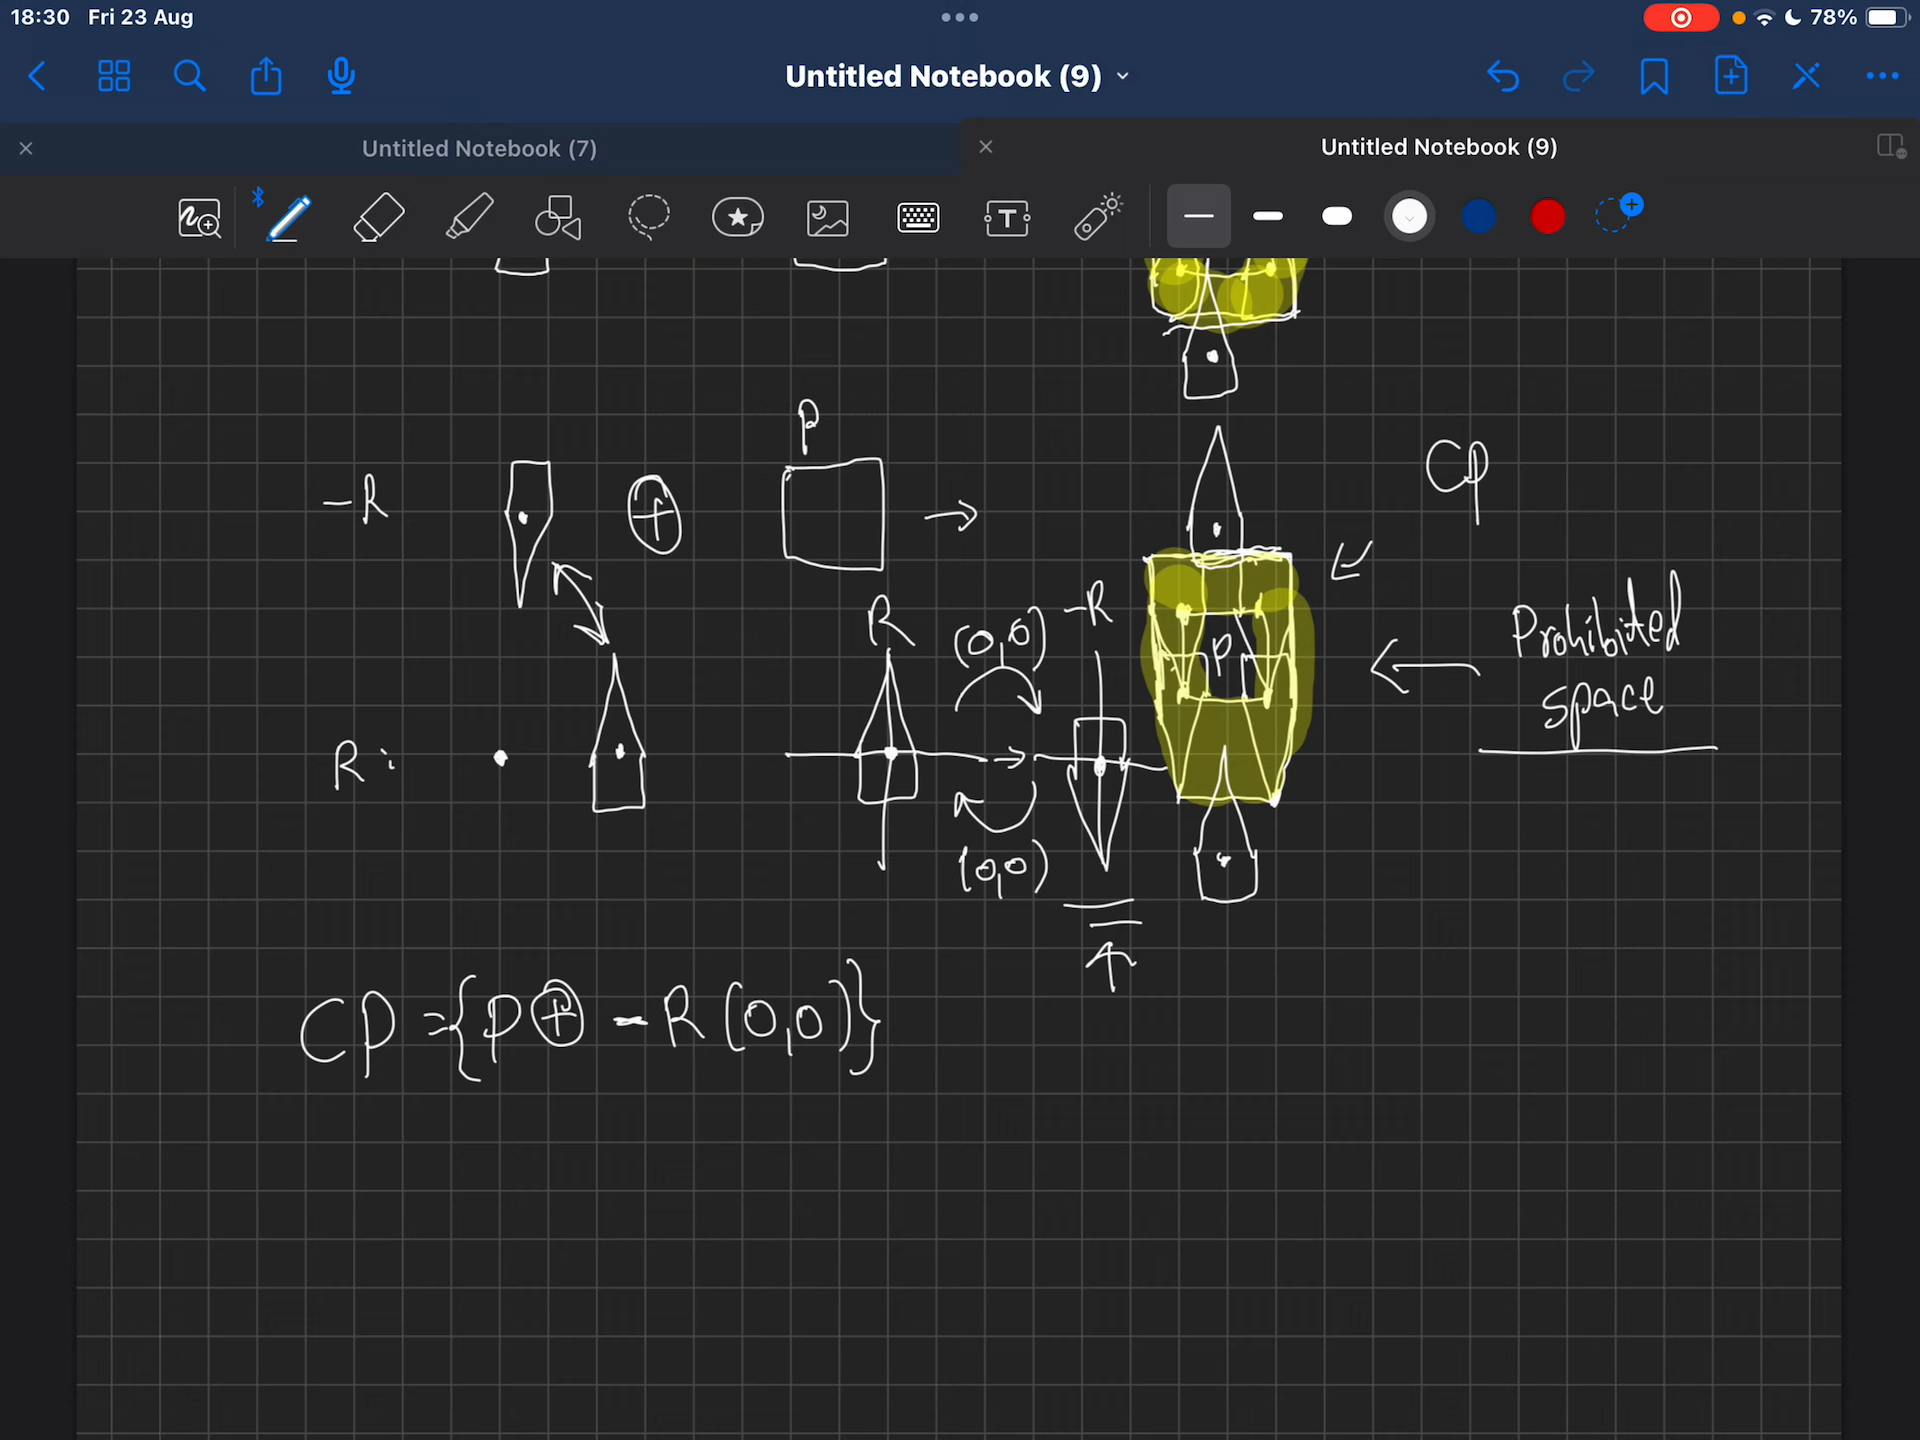 18:30 Fri 23 Aug
78%
Untitled Notebook (9)
Untitled Notebook (7)
Untitled Notebook (9)
T
P
CP
-R ⊕ →
R (0,0) -R
P
Prohibited
space
R:
(0,0)
CP = {P ⊕ - R (0,0)}